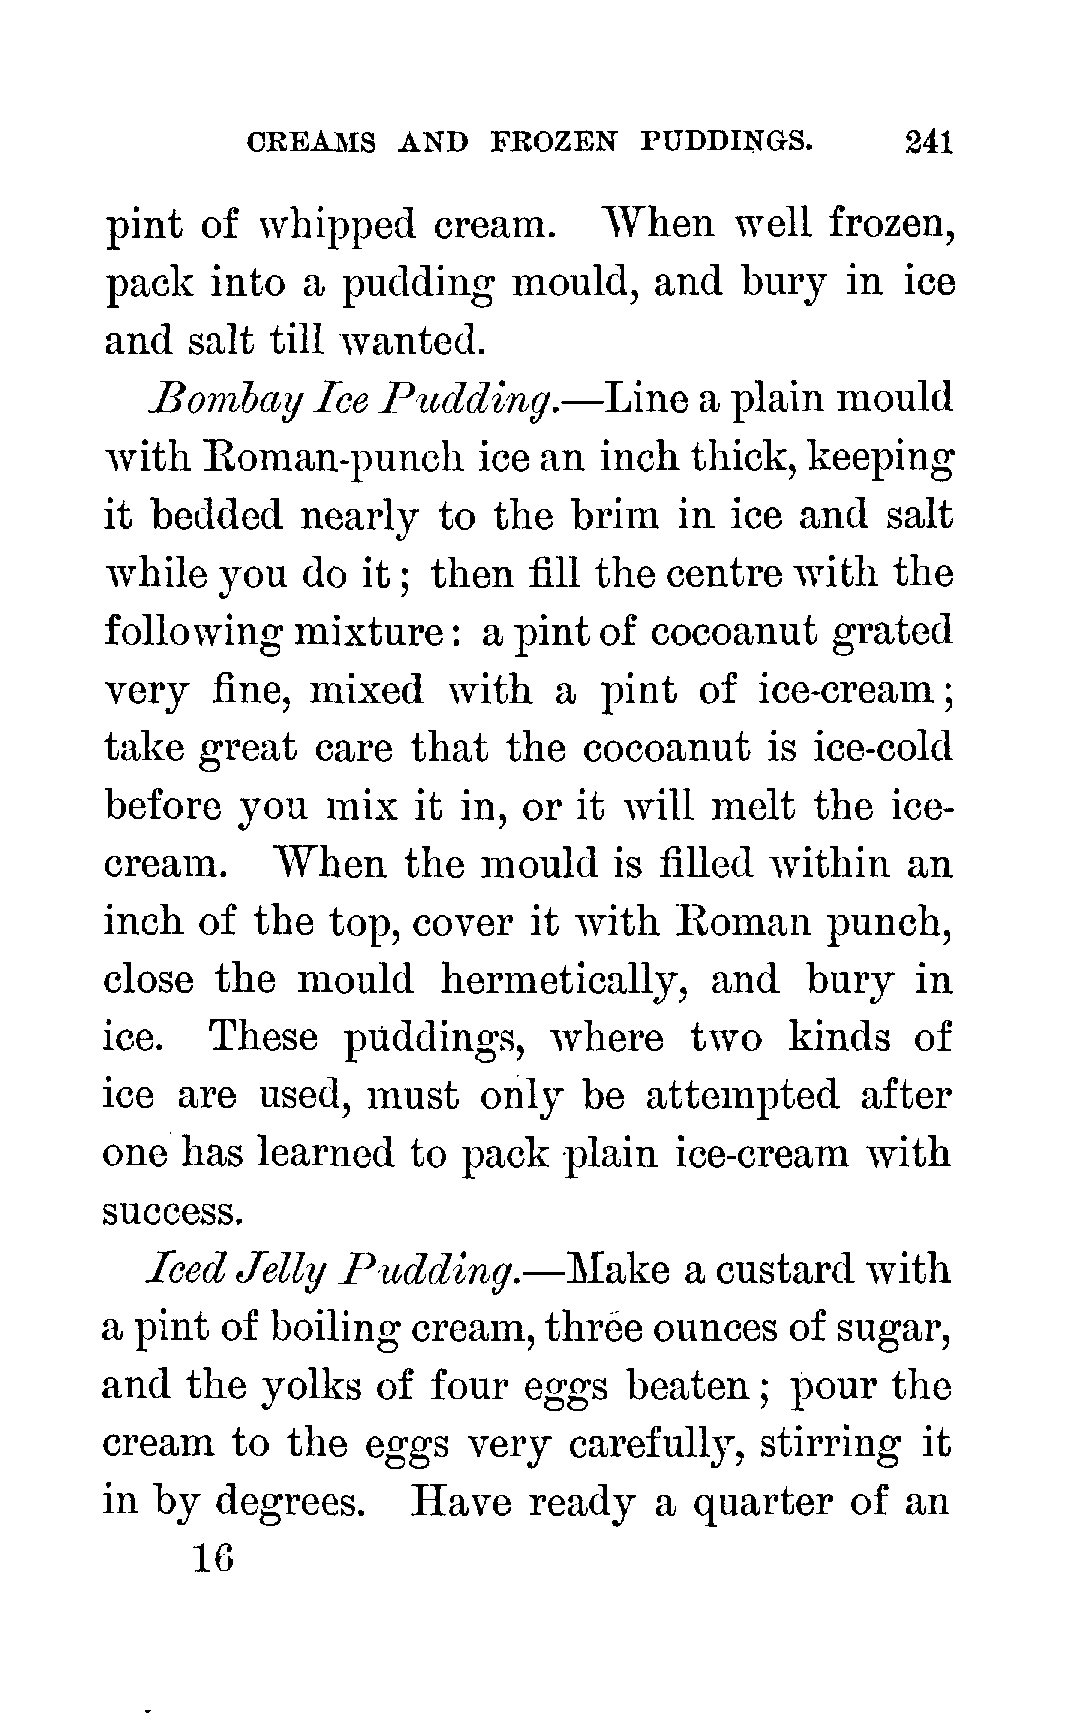 CREAMS AND FROZEN PUDDINGS. 241
pint of whipped cream. When well frozen,
pack into a pudding mould, and bury in ice
and salt till wanted.
Bombay Ice Pudding.—Line a plain mould
with Roman-punch ice an inch thick, keeping
it bedded nearly to the brim in ice and salt
while you do it; then fill the centre with the
following mixture: a pint of cocoanut grated
very fine, mixed with a pint of ice-cream;
take great care that the cocoanut is ice-cold
before you mix it in, or it will melt the ice-
cream. When the mould is filled within an
inch of the top, cover it with Roman punch,
close the mould hermetically, and bury in
ice. These puddings, where two kinds of
ice are used, must only be attempted after
one has learned to pack plain ice-cream with
success.
Iced Jelly Pudding.—Make a custard with
a pint of boiling cream, three ounces of sugar,
and the yolks of four eggs beaten; pour the
cream to the eggs very carefully, stirring it
in by degrees. Have ready a quarter of an
16